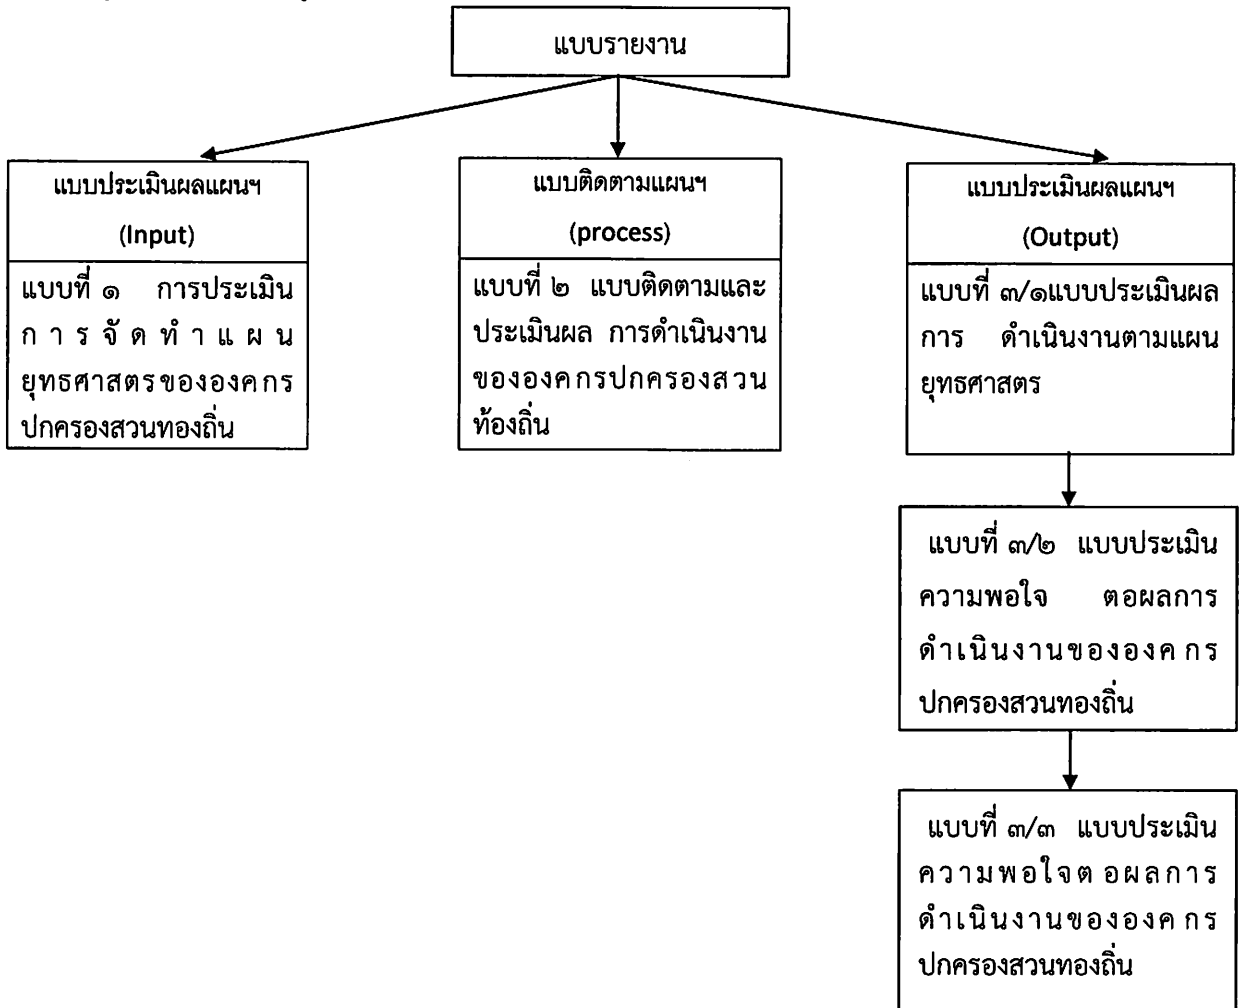 แบบรายงาน
แบบประเมินผลแผนฯ
(Input)
แบบที่ ๑ การประเมิน
การจัดทำแผน
ยุทธศาสตรขององคกร
ปกครองสวนทองถิ่น
แบบติดตามแผนฯ
(process)
แบบที่ ๒ แบบติดตามและ
ประเมินผล การดำเนินงาน
ขององคกรปกครองสวน
ท้องถิ่น
แบบประเมินผลแผนฯ
(Output)
แบบที่ ๓/๑แบบประเมินผล
การ ดำเนินงานตามแผน
ยุทธศาสตร
แบบที่ ๓/๒ แบบประเมิน
ความพอใจ ตอผลการ
ดำเนินงานขององคกร
ปกครองสวนทองถิ่น
แบบที่ ๓/๓ แบบประเมิน
ความพอใจตอผลการ
ดำเนินงานขององคกร
ปกครองสวนทองถิ่น